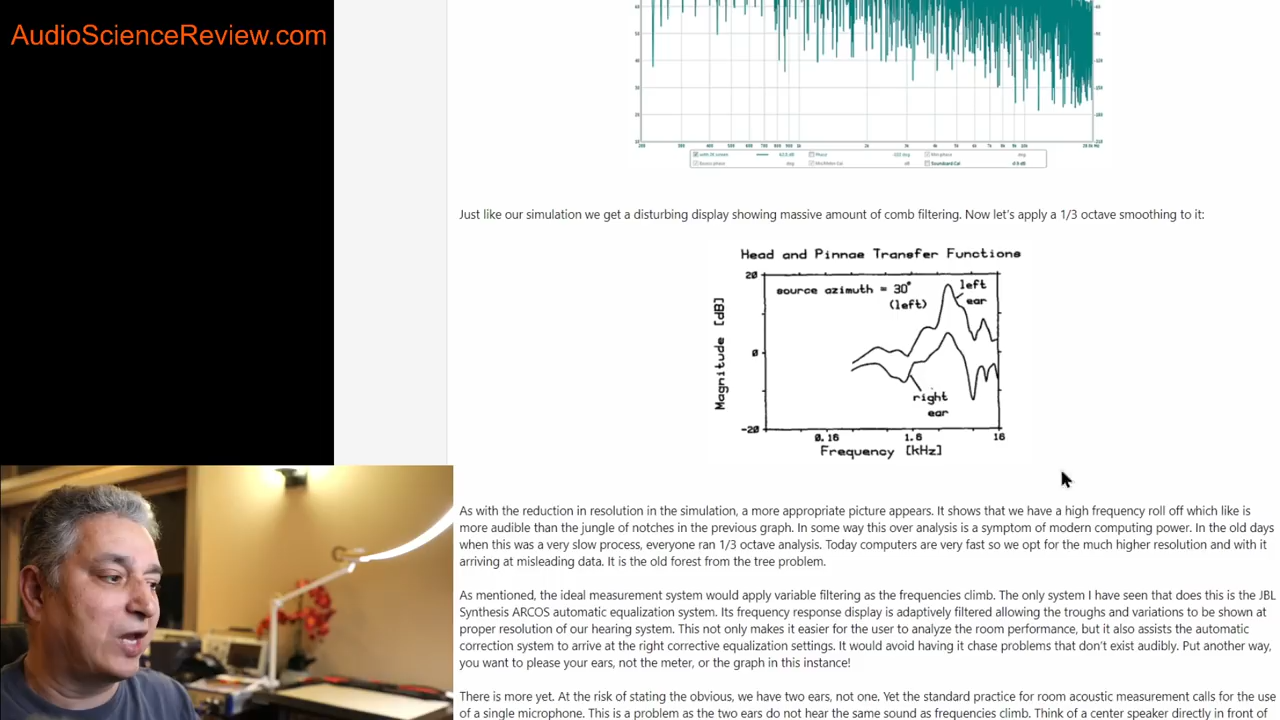 AudioScienceReview.com
Just like our simulation we get a disturbing display showing massive amount of comb filtering. Now let's apply a 1/3 octave smoothing to it:
Head and Pinnae Transfer Functions
20
source azimuth = 30°
(left)
left
ear
Magnitude [dB]
0
right
ear
-20
0.16 1.6 16
Frequency [kHz]
As with the reduction in resolution in the simulation, a more appropriate picture appears. It shows that we have a high frequency roll off which like is
more audible than the jungle of notches in the previous graph. In some way this over analysis is a symptom of modern computing power. In the old days
when this was a very slow process, everyone ran 1/3 octave analysis. Today computers are very fast so we opt for the much higher resolution and with it
arriving at misleading data. It is the old forest from the tree problem.
As mentioned, the ideal measurement system would apply variable filtering as the frequencies climb. The only system I have seen that does this is the JBL
Synthesis ARCOS automatic equalization system. Its frequency response display is adaptively filtered allowing the troughs and variations to be shown at
proper resolution of our hearing system. This not only makes it easier for the user to analyze the room performance, but it also assists the automatic
correction system to arrive at the right corrective equalization settings. It would avoid having it chase problems that don't exist audibly. Put another way,
you want to please your ears, not the meter, or the graph in this instance!
There is more yet. At the risk of stating the obvious, we have two ears, not one. Yet the standard practice for room acoustic measurement calls for the use
of a single microphone. This is a problem as the two ears do not hear the same sound as frequencies climb. Think of a center speaker directly in front of